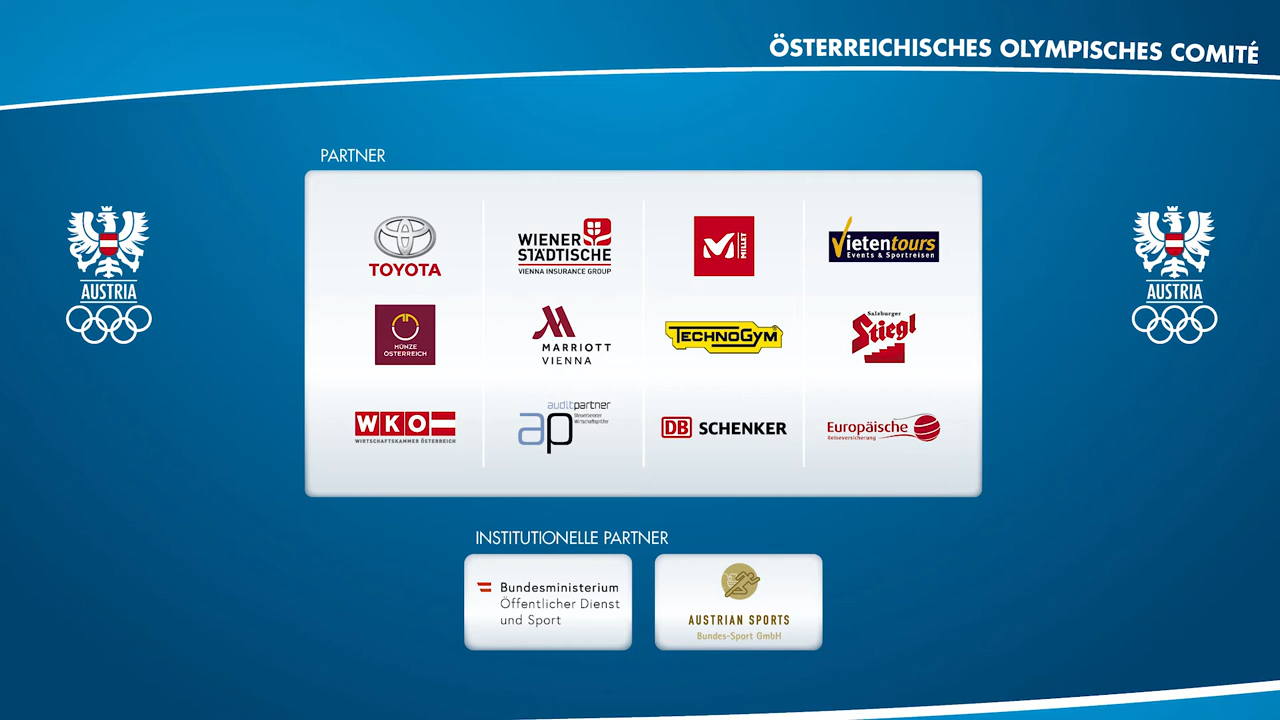 ÖSTERREICHISCHES OLYMPISCHES COMITÉ
PARTNER
TOYOTA
WIENER
STÄDTISCHE
VIENNA INSURANCE GROUP
MILLET
Vietentours
Events & Sportreisen
MÜNZE
ÖSTERREICH
MARRIOTT
VIENNA
TECHNOGYM
Salzburger
Stiegl
WKO
WIRTSCHAFTSKAMMER ÖSTERREICH
auditpartner
ap
Steuerberater
Wirtschaftsprüfer
DB SCHENKER
Europäische
Reiseversicherung
AUSTRIA
AUSTRIA
INSTITUTIONELLE PARTNER
Bundesministerium
Öffentlicher Dienst
und Sport
AUSTRIAN SPORTS
Bundes-Sport GmbH